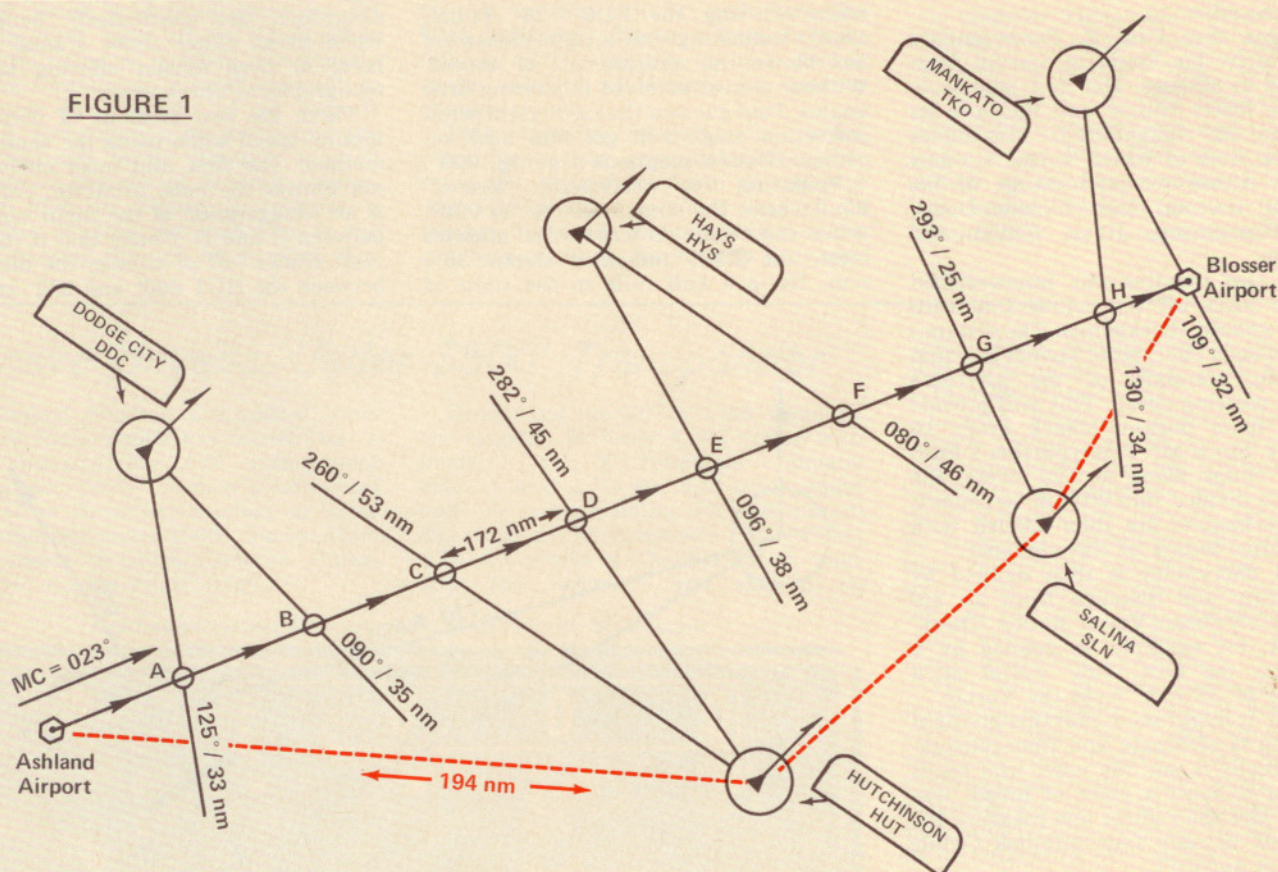 FIGURE 1
MANKATO
TKO
HAYS
HYS
293° / 25 nm
Blosser
Airport
DODGE CITY
DDC
H
G
109° / 32 nm
282° / 45 nm
F
130° / 34 nm
E
080° / 46 nm
260° / 53 nm
D
172 nm
096° / 38 nm
C
SALINA
SLN
B
MC = 023°
A
090° / 35 nm
125° / 33 nm
Ashland
Airport
194 nm
HUTCHINSON
HUT